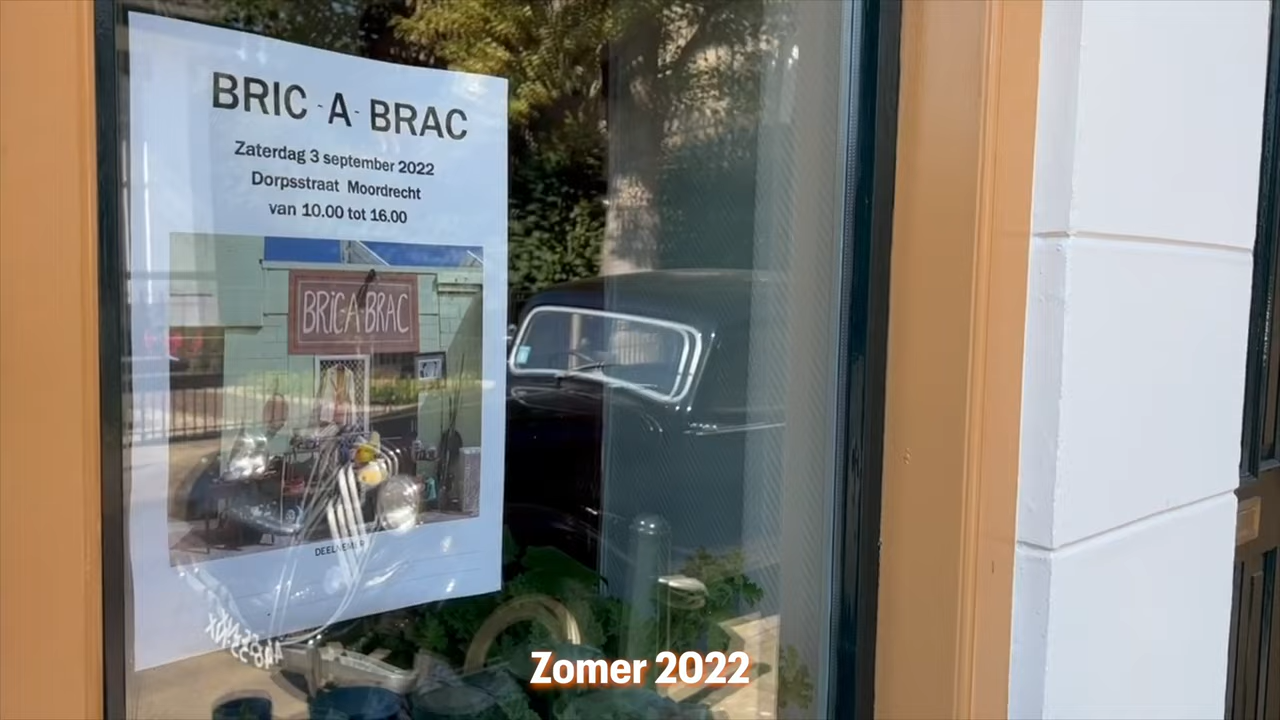 BRIC -A- BRAC
Zaterdag 3 september 2022
Dorpsstraat Moordrecht
van 10.00 tot 16.00
BRIC-A-BRAC
DEELNEMER
Zomer 2022